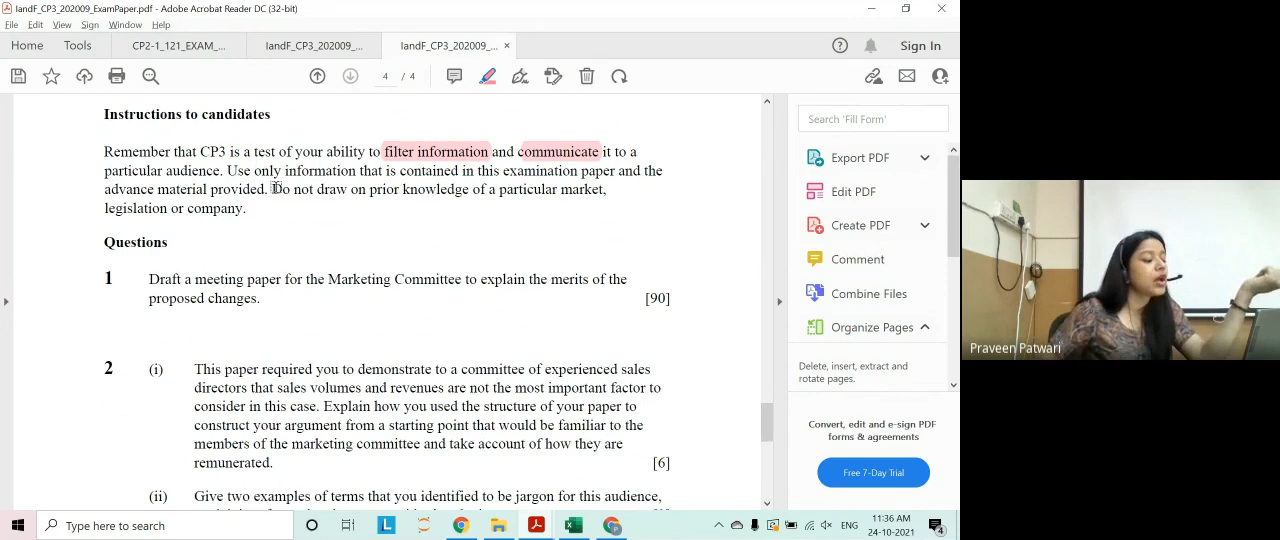 IandF_CP3_202009_ExamPaper.pdf - Adobe Acrobat Reader DC (32-bit)
File Edit View Sign Window Help
Home Tools CP2-1_121_EXAM_... IandF_CP3_202009_... IandF_CP3_202009_... × Sign In
4 / 4
Instructions to candidates
Remember that CP3 is a test of your ability to filter information and communicate it to a
particular audience. Use only information that is contained in this examination paper and the
advance material provided. Do not draw on prior knowledge of a particular market,
legislation or company.
Questions
1 Draft a meeting paper for the Marketing Committee to explain the merits of the
proposed changes. [90]
2 (i) This paper required you to demonstrate to a committee of experienced sales
directors that sales volumes and revenues are not the most important factor to
consider in this case. Explain how you used the structure of your paper to
construct your argument from a starting point that would be familiar to the
members of the marketing committee and take account of how they are
remunerated. [6]
(ii) Give two examples of terms that you identified to be jargon for this audience,
Search 'Fill Form'
Export PDF
Edit PDF
Create PDF
Comment
Combine Files
Organize Pages
Delete, insert, extract and
rotate pages.
Convert, edit and e-sign PDF
forms & agreements
Free 7-Day Trial
Praveen Patwari
Type here to search
L
ENG
11:36 AM
24-10-2021
4